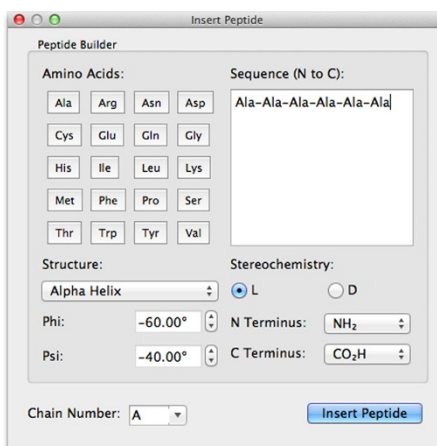 Insert Peptide
Peptide Builder
Amino Acids:
Sequence (N to C):
Ala Arg Asn Asp
Ala-Ala-Ala-Ala-Ala-Ala
Cys Glu Gln Gly
His Ile Leu Lys
Met Phe Pro Ser
Thr Trp Tyr Val
Structure:
Stereochemistry:
Alpha Helix
L D
Phi: -60.00°
N Terminus: NH₂
Psi: -40.00°
C Terminus: CO₂H
Chain Number: A
Insert Peptide